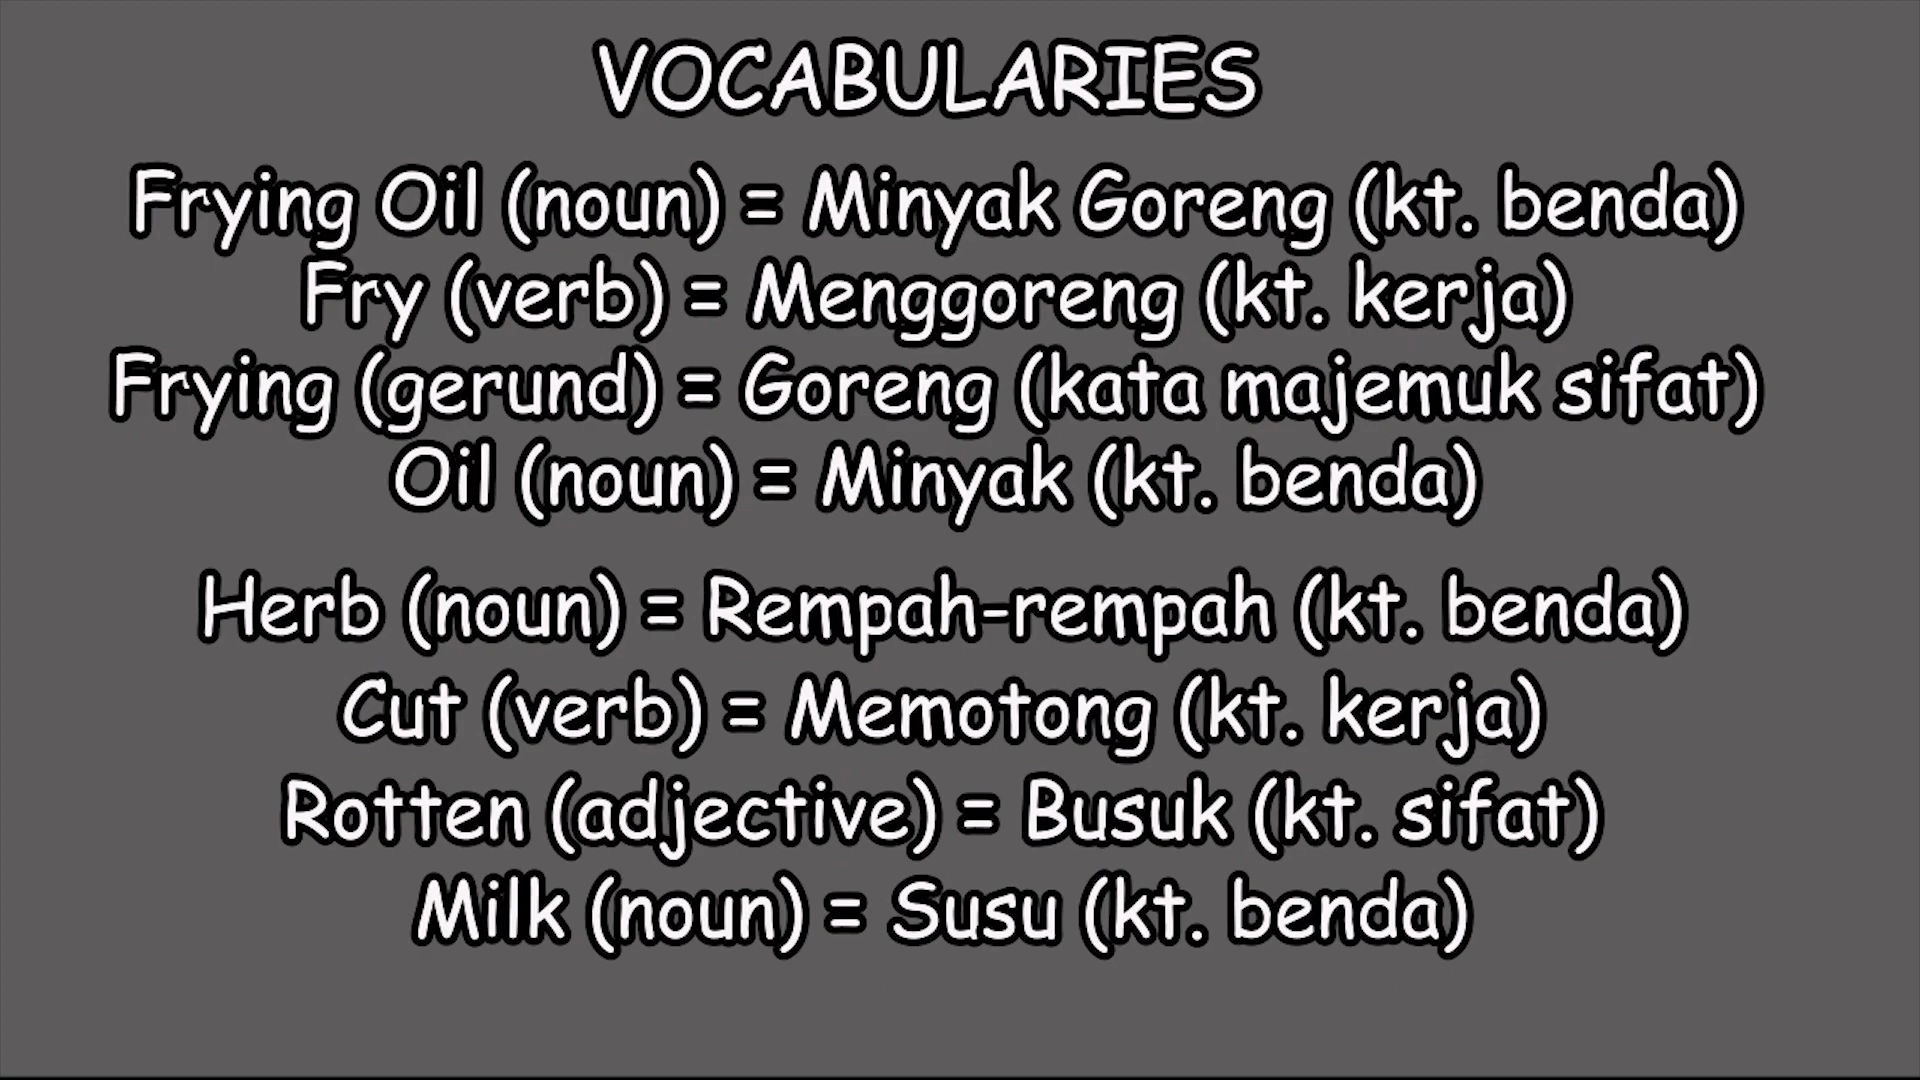 VOCABULARIES
Frying Oil (noun) = Minyak Goreng (kt. benda)
Fry (verb) = Menggoreng (kt. kerja)
Frying (gerund) = Goreng (kata majemuk sifat)
Oil (noun) = Minyak (kt. benda)
Herb (noun) = Rempah-rempah (kt. benda)
Cut (verb) = Memotong (kt. kerja)
Rotten (adjective) = Busuk (kt. sifat)
Milk (noun) = Susu (kt. benda)